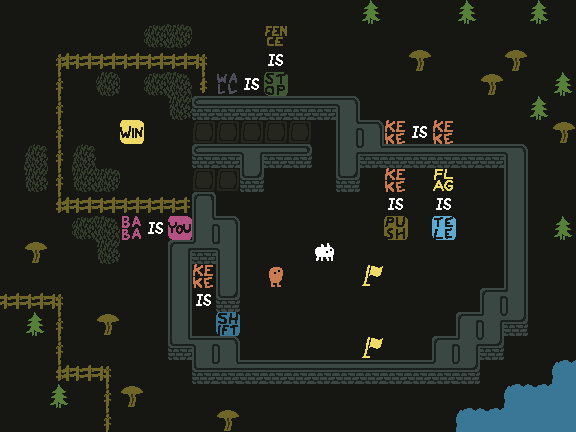 FENCE
IS
WALL IS STOP
WIN
KEKE IS KEKE
KEKE FLAG
IS IS
PUSH TELE
BABA IS YOU
KEKE
IS
SHIFT